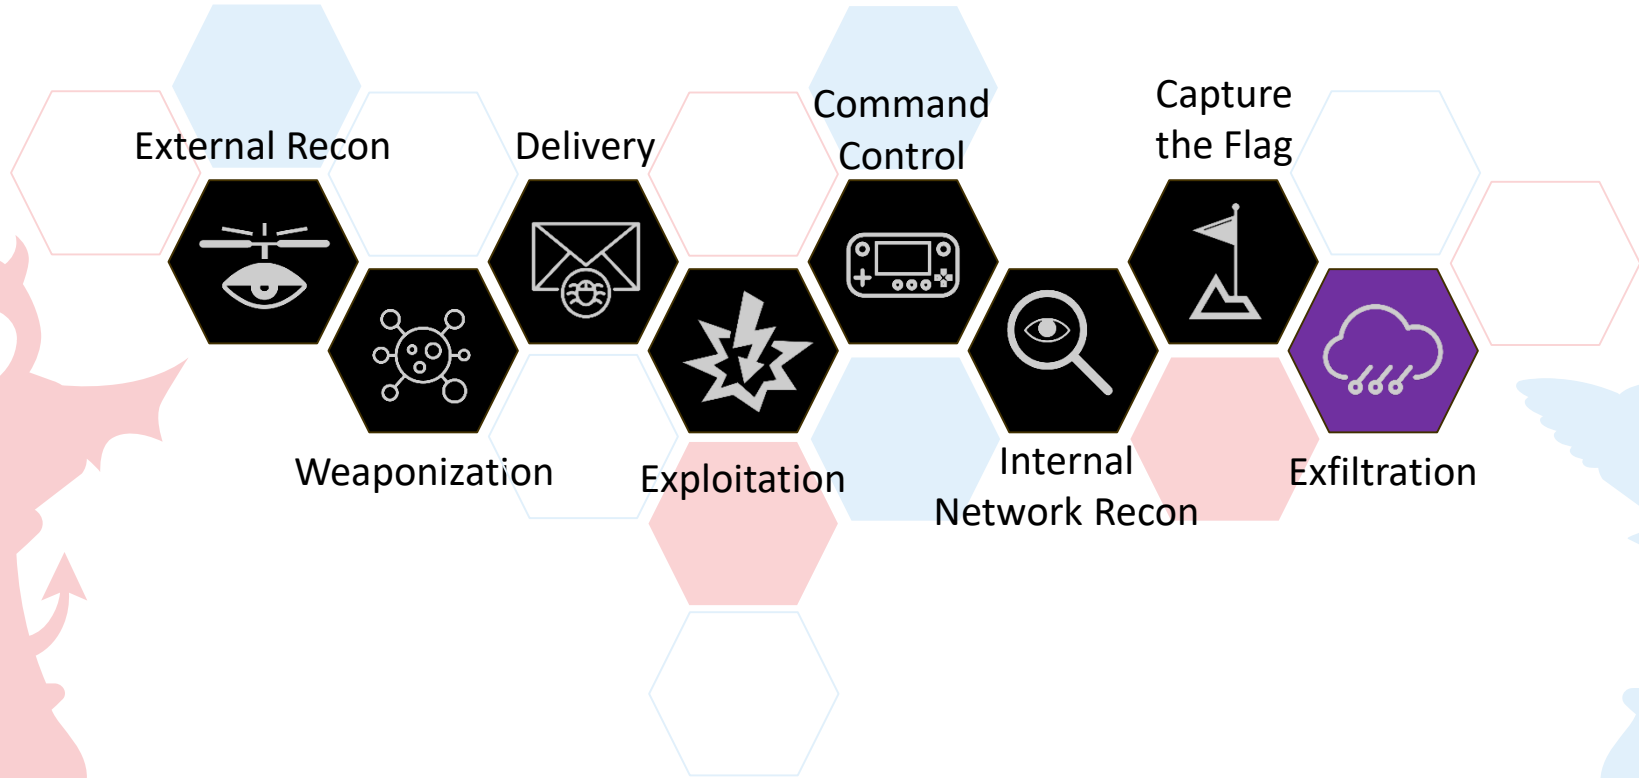 External Recon
Weaponization
Delivery
Exploitation
Command
Control
Internal
Network Recon
Capture
the Flag
Exfiltration